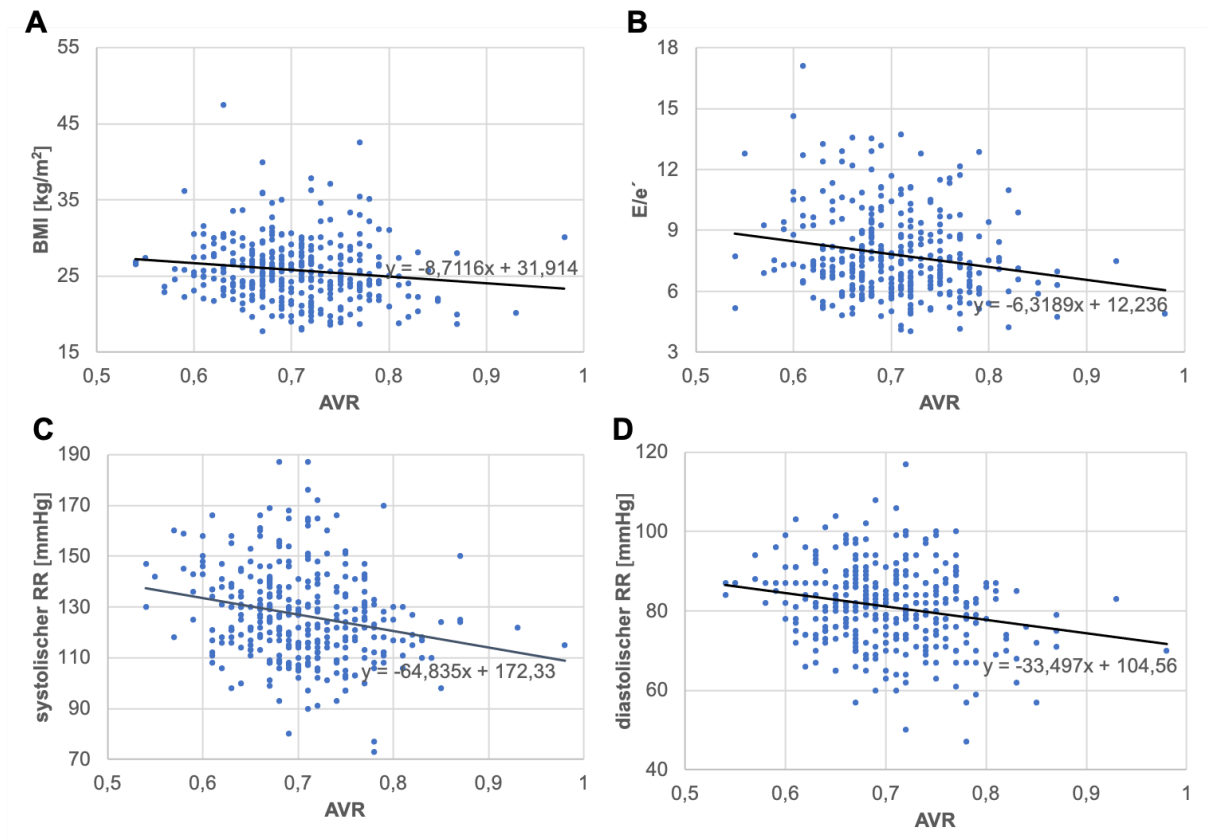 A
55
45
35
25
15
BMI [kg/m²]
y = -8,7116x + 31,914
0,5 0,6 0,7 0,8 0,9 1
AVR
B
18
15
12
9
6
3
E/e´
y = -6,3189x + 12,236
0,5 0,6 0,7 0,8 0,9 1
AVR
C
190
170
150
130
110
90
70
systolischer RR [mmHg]
y = -64,835x + 172,33
0,5 0,6 0,7 0,8 0,9 1
AVR
D
120
100
80
60
40
diastolischer RR [mmHg]
y = -33,497x + 104,56
0,5 0,6 0,7 0,8 0,9 1
AVR